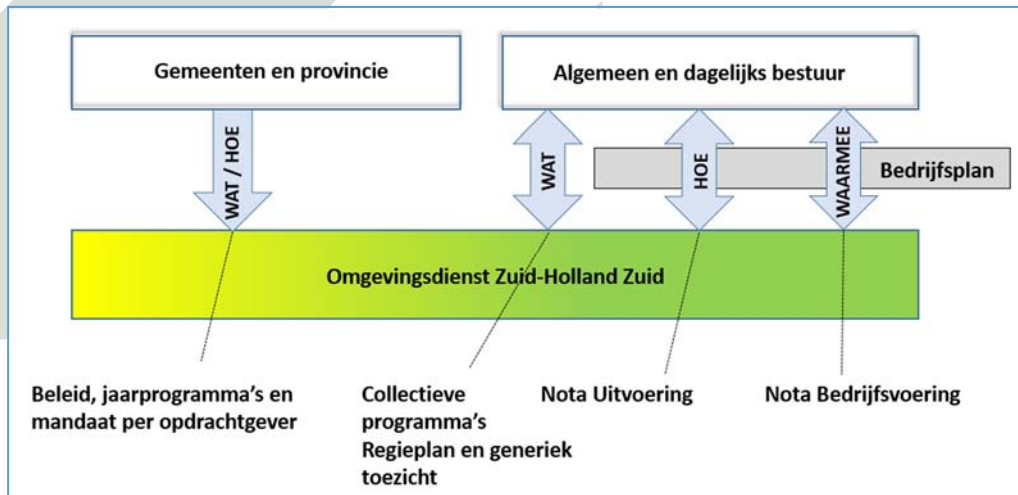 Gemeenten en provincie
Algemeen en dagelijks bestuur
WAT / HOE
WAT
HOE
WAARMEE
Bedrijfsplan
Omgevingsdienst Zuid-Holland Zuid
Beleid, jaarprogramma's en
mandaat per opdrachtgever
Collectieve
programma's
Regieplan en generiek
toezicht
Nota Uitvoering
Nota Bedrijfsvoering